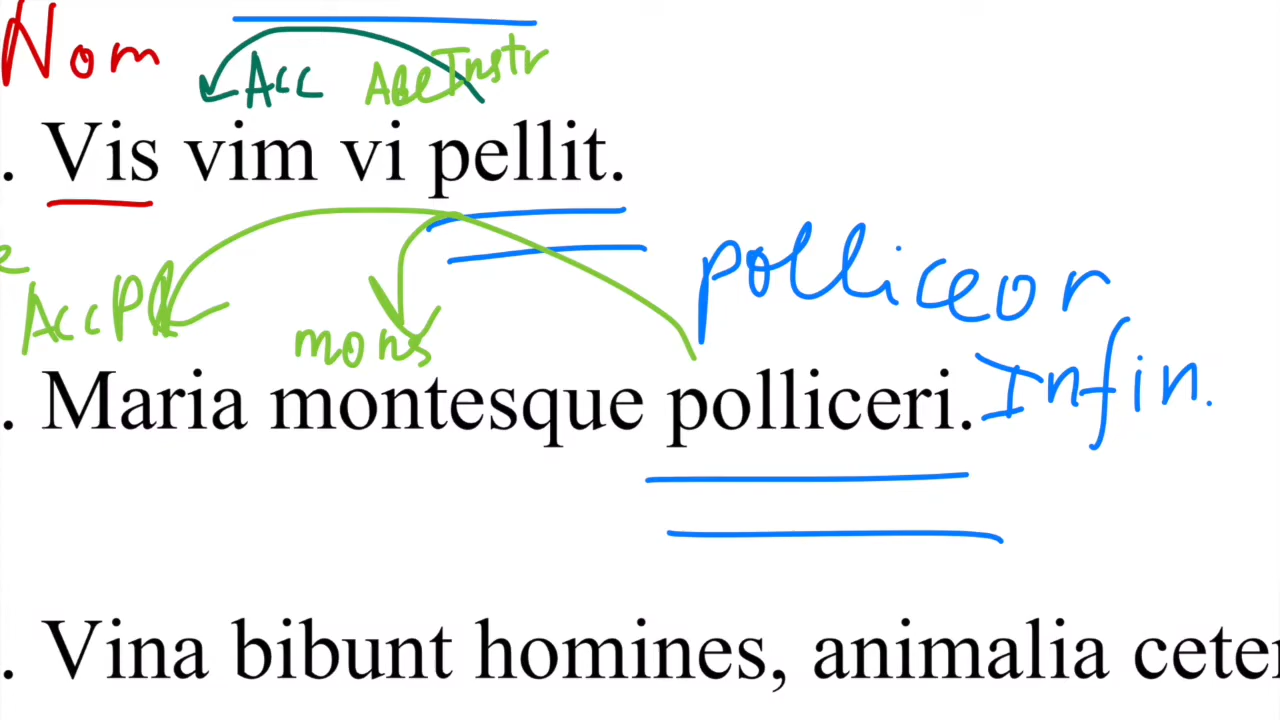 Nom
Acc Abl Instr
. Vis vim vi pellit.
polliceor
Acc Pl mons
Infin.
. Maria montesque polliceri.
. Vina bibunt homines, animalia ceter